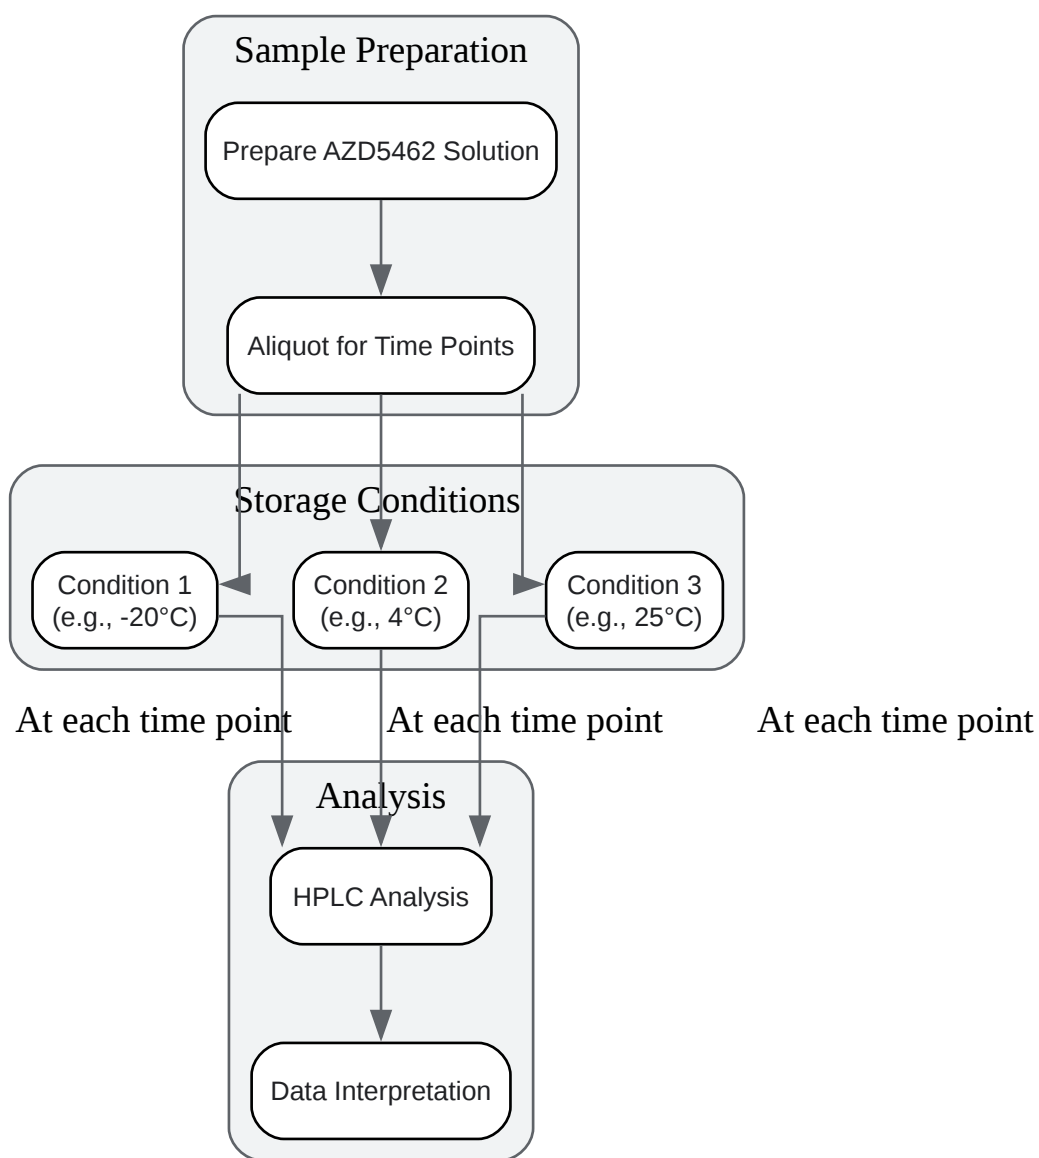 Sample Preparation
Prepare AZD5462 Solution
Aliquot for Time Points
Storage Conditions
Condition 1
(e.g., -20°C)
Condition 2
(e.g., 4°C)
Condition 3
(e.g., 25°C)
At each time point
At each time point
At each time point
Analysis
HPLC Analysis
Data Interpretation